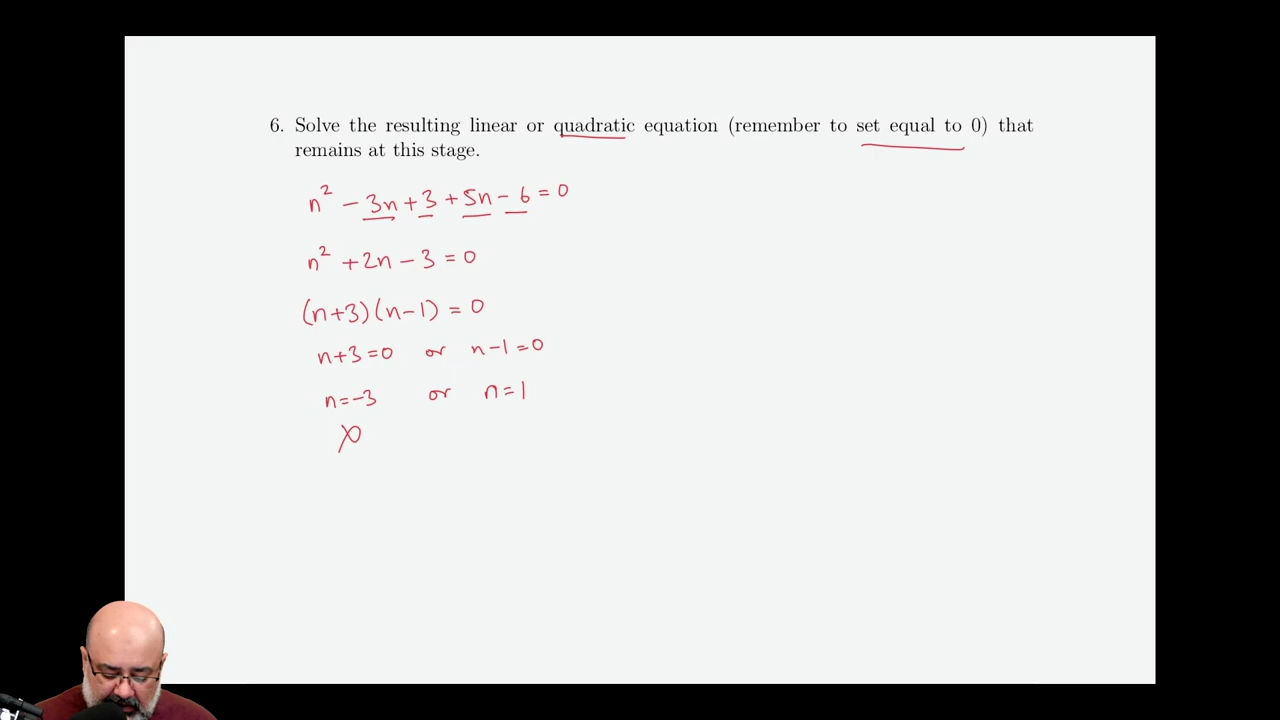 6. Solve the resulting linear or quadratic equation (remember to set equal to 0) that
remains at this stage.
n² − 3n + 3 + 5n − 6 = 0
n² + 2n − 3 = 0
(n+3)(n−1) = 0
n+3=0 or n−1=0
n=−3 or n=1